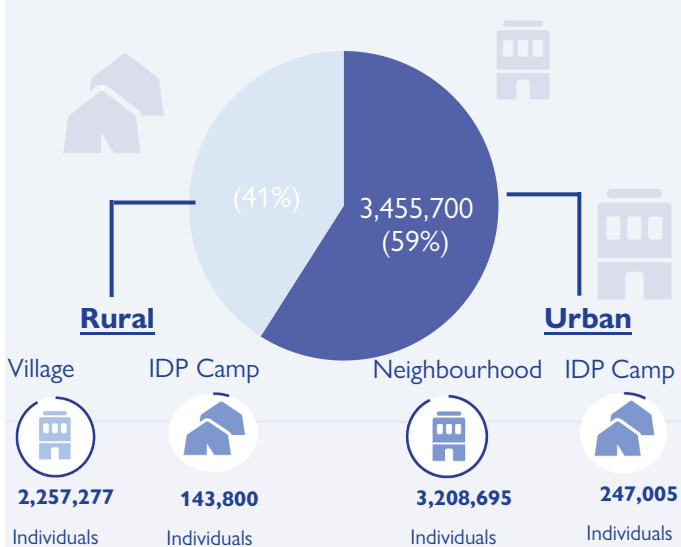 (41%)
3,455,700
(59%)
Rural
Urban
Village
IDP Camp
Neighbourhood
IDP Camp
2,257,277
143,800
3,208,695
247,005
Individuals
Individuals
Individuals
Individuals